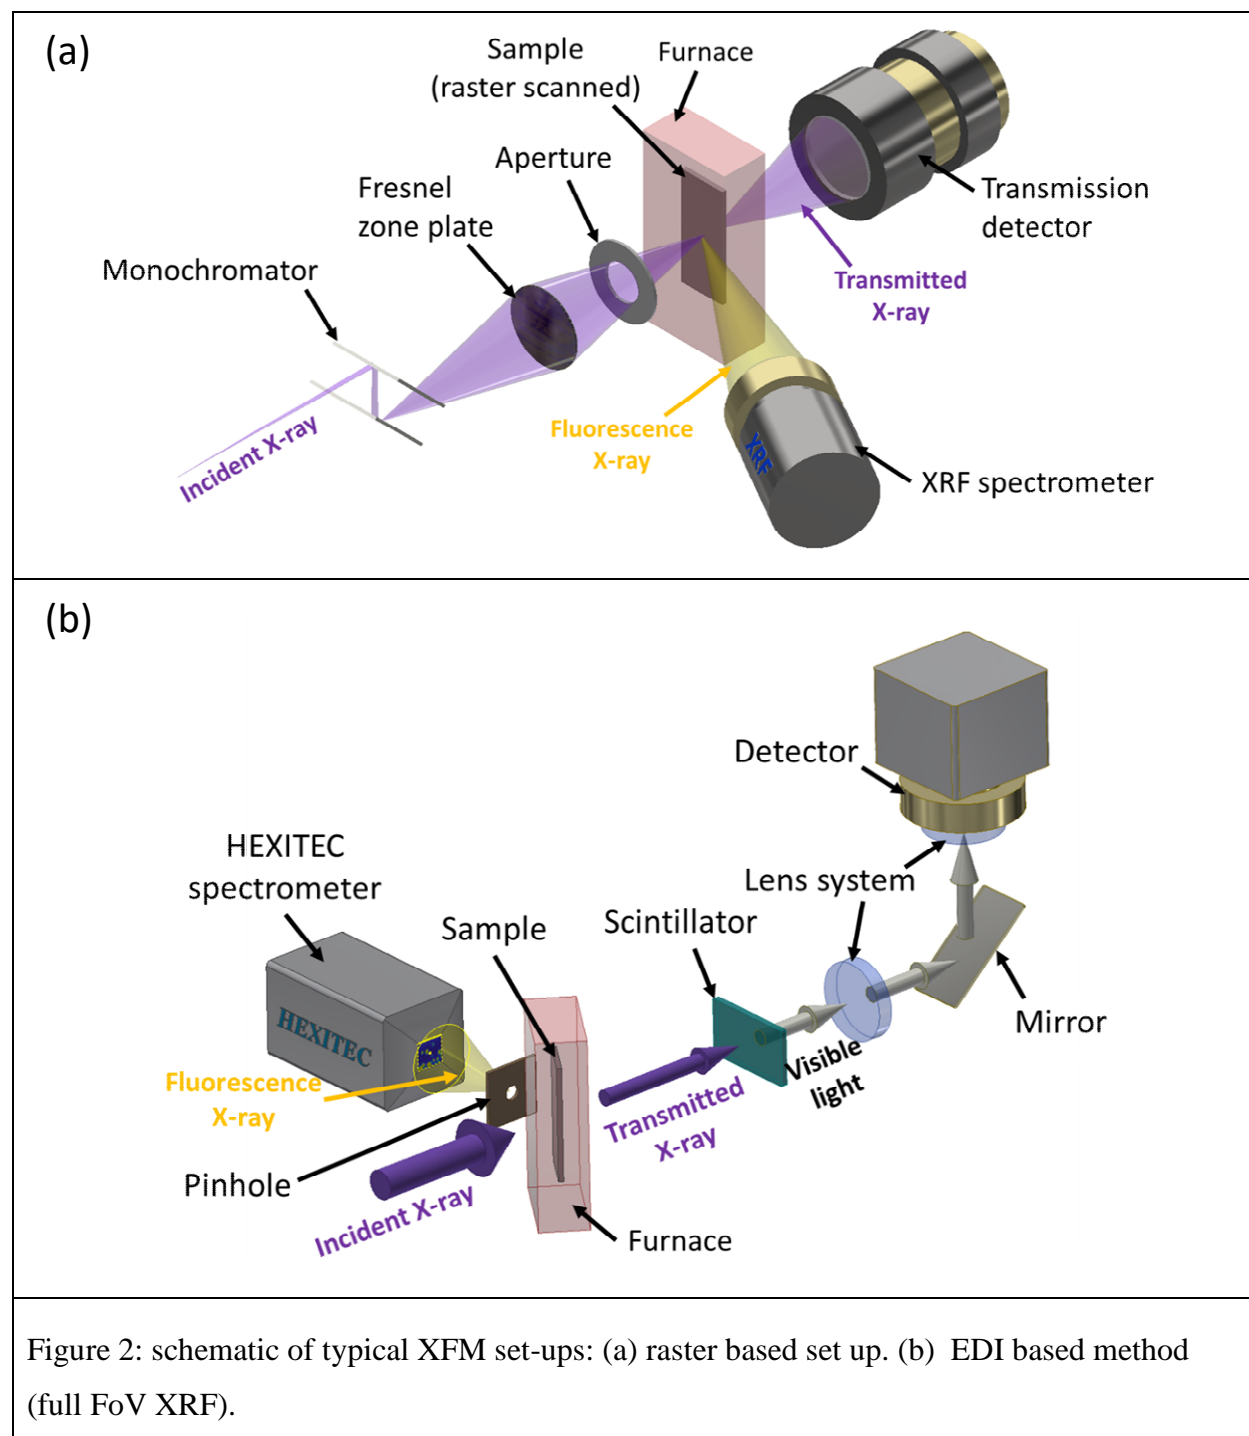 (a)
Sample
(raster scanned)
Furnace
Aperture
Fresnel
zone plate
Monochromator
Transmission
detector
Transmitted
X-ray
Incident X-ray
Fluorescence
X-ray
XRF
XRF spectrometer
(b)
Detector
HEXITEC
spectrometer
Lens system
Sample
Scintillator
HEXITEC
Mirror
Visible
light
Fluorescence
X-ray
Transmitted
X-ray
Pinhole
Incident X-ray
Furnace
Figure 2: schematic of typical XFM set-ups: (a) raster based set up. (b) EDI based method
(full FoV XRF).